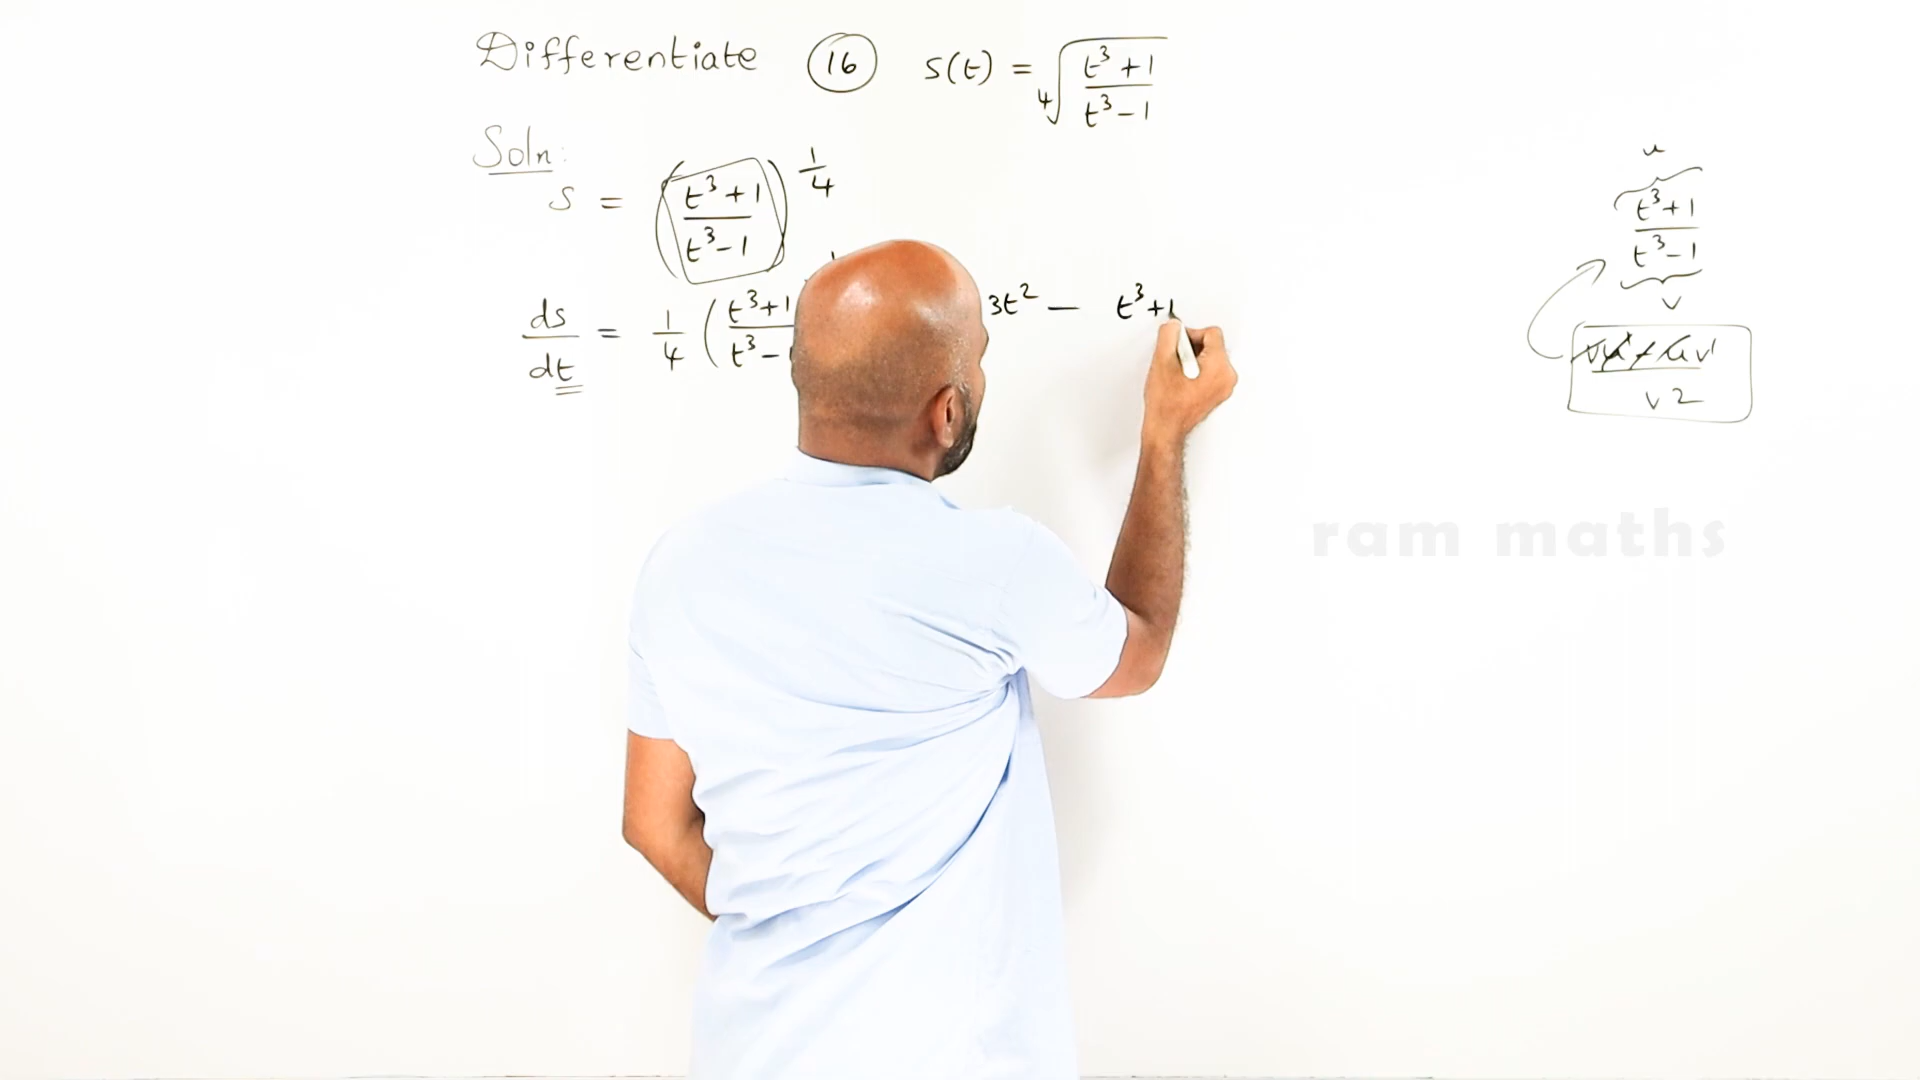 Differentiate (16) S(t) = ∜((t³+1)/(t³−1))
Soln:
S = ((t³+1)/(t³−1))^(1/4)
ds/dt = 1/4 (t³+1 / t³− 3t² − t³+1
u
t³+1
t³−1
v
v²
ram maths